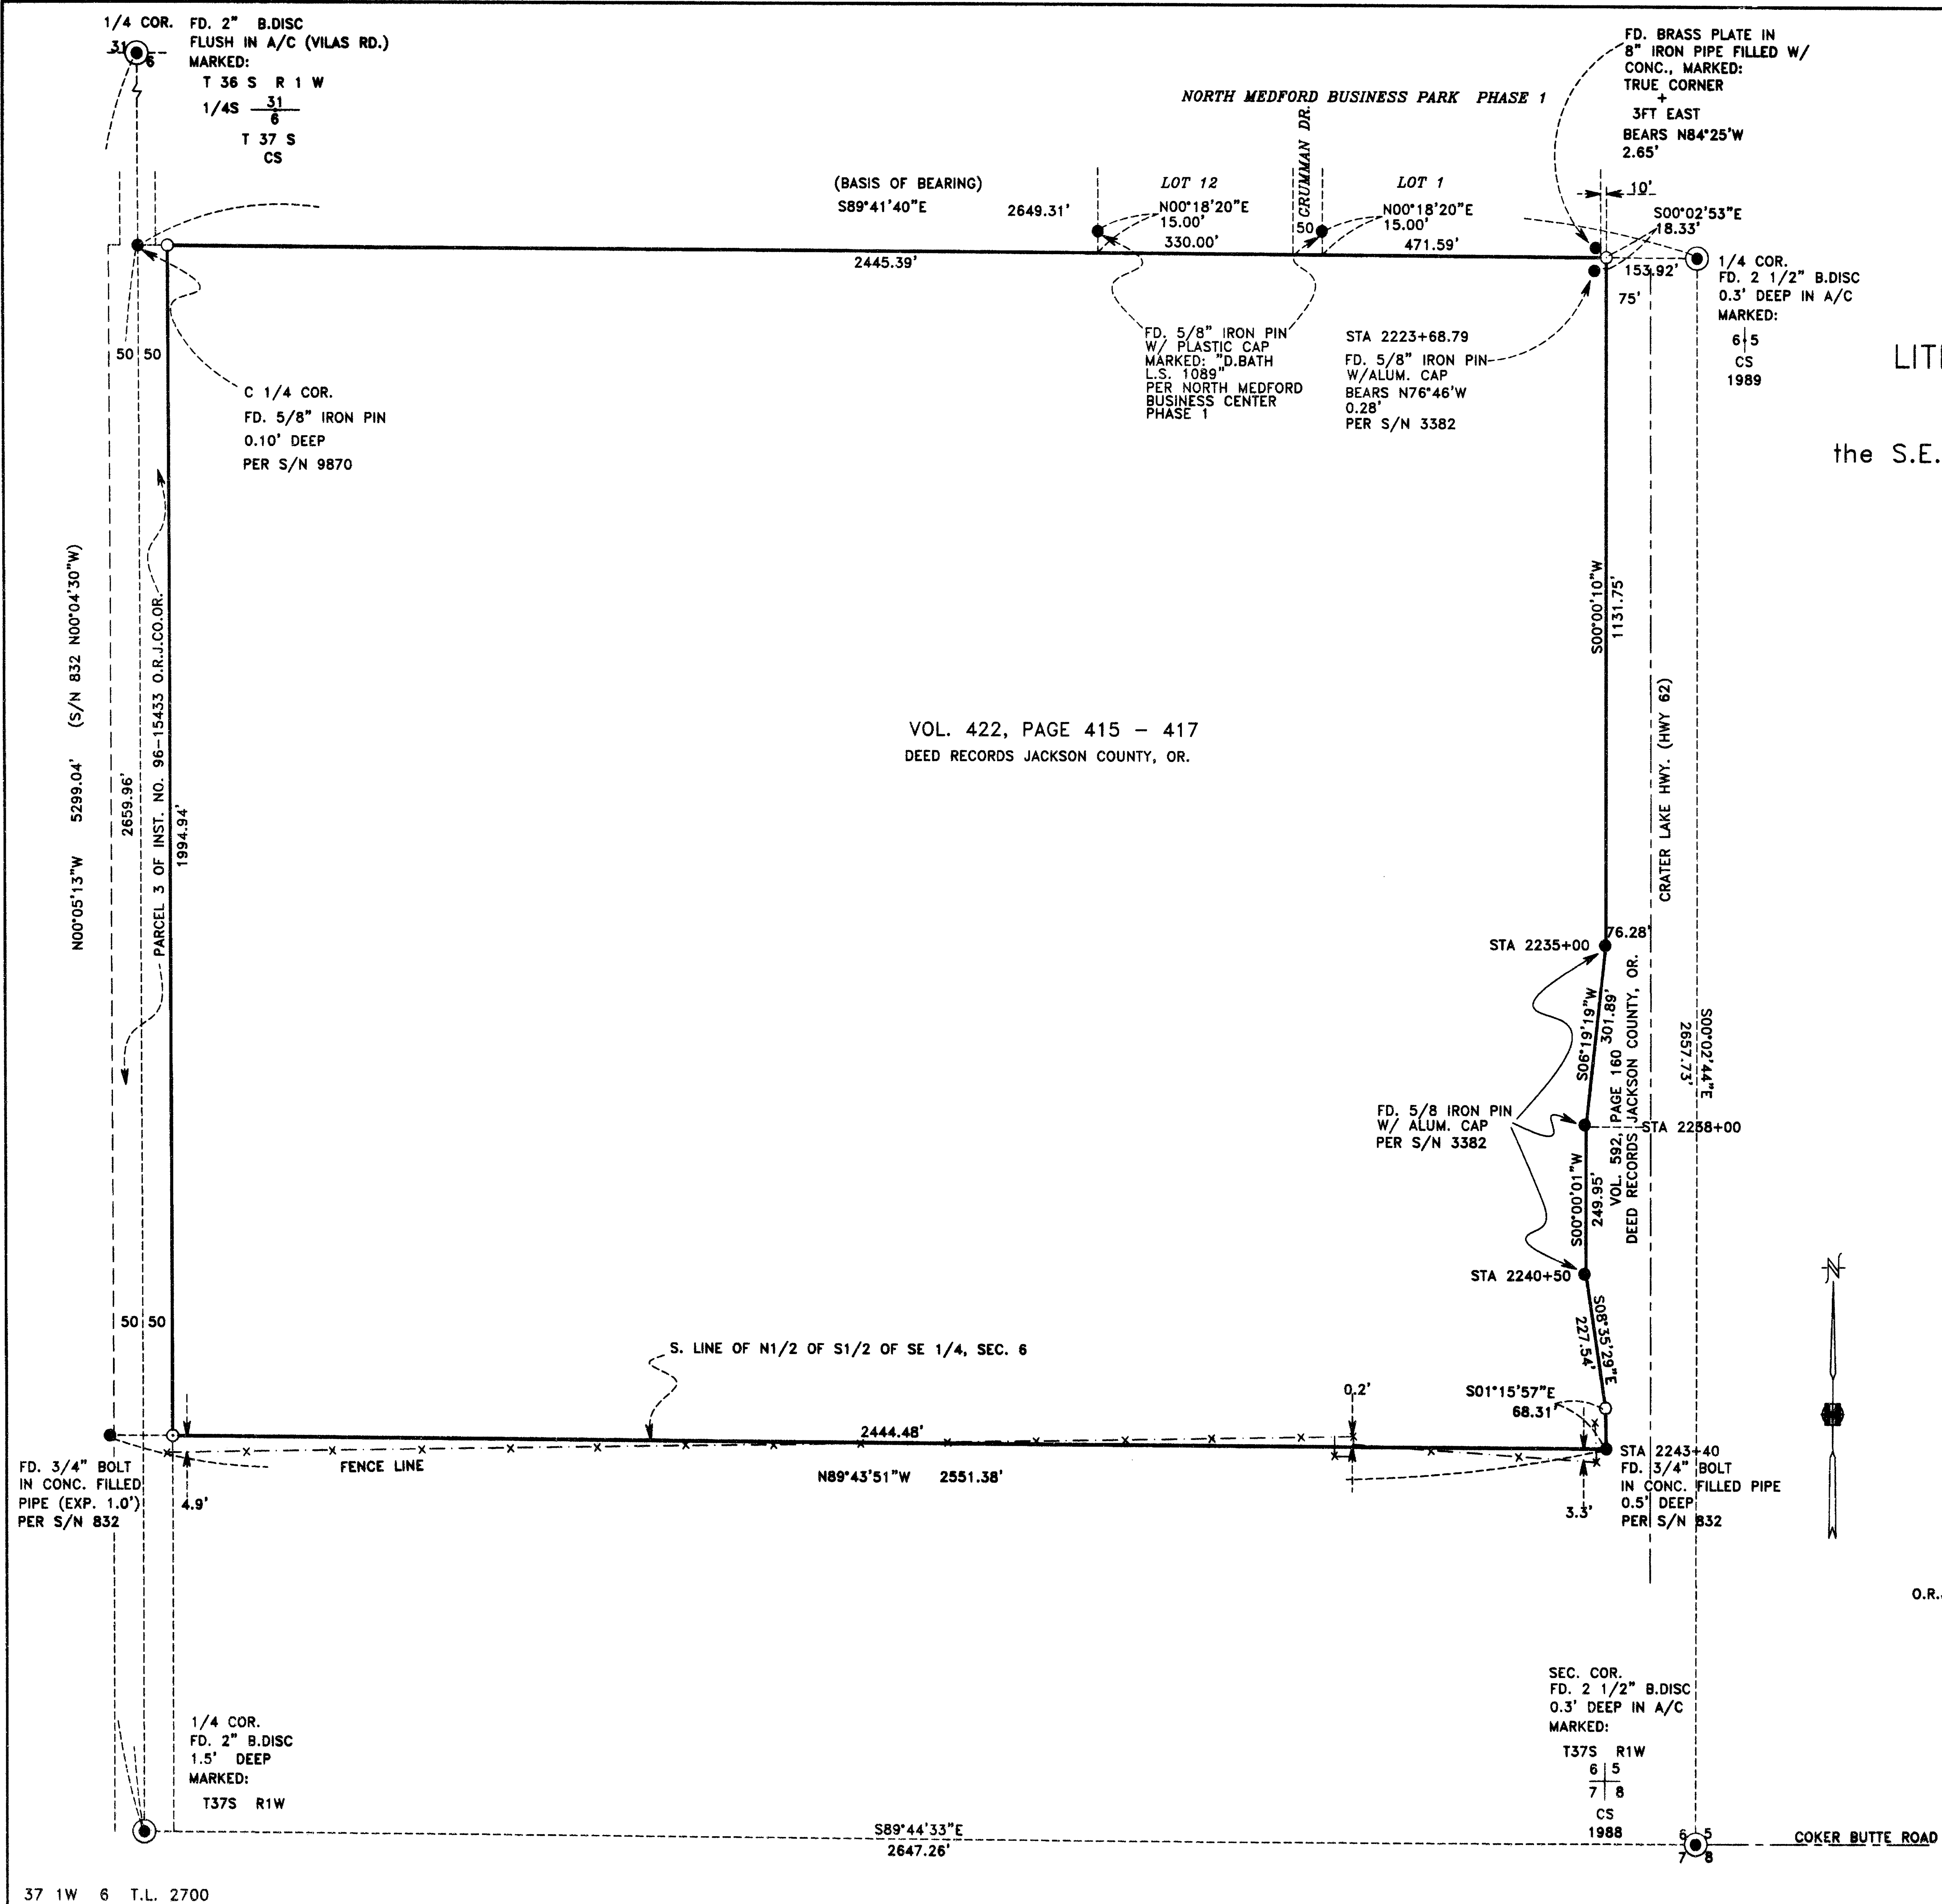 1/4 COR. FD. 2" B.DISC
FLUSH IN A/C (VILAS RD.)
MARKED:
T 36 S R 1 W
1/4S 31
6
T 37 S
CS
31
6
FD. BRASS PLATE IN
8" IRON PIPE FILLED W/
CONC., MARKED:
TRUE CORNER
+
3FT EAST
BEARS N84°25'W
2.65'
NORTH MEDFORD BUSINESS PARK PHASE 1
(BASIS OF BEARING)
S89°41'40"E 2649.31'
LOT 12
N00°18'20"E
15.00'
330.00'
50
CRUMMAN DR.
LOT 1
N00°18'20"E
15.00'
471.59'
10'
S00°02'53"E
18.33'
2445.39'
153.92'
75'
1/4 COR.
FD. 2 1/2" B.DISC
0.3' DEEP IN A/C
MARKED:
6 5
CS
1989
50 50
C 1/4 COR.
FD. 5/8" IRON PIN
0.10' DEEP
PER S/N 9870
FD. 5/8" IRON PIN
W/ PLASTIC CAP
MARKED: "D.BATH
L.S. 1089"
PER NORTH MEDFORD
BUSINESS CENTER
PHASE 1
STA 2223+68.79
FD. 5/8" IRON PIN
W/ALUM. CAP
BEARS N76°46'W
0.28'
PER S/N 3382
the S.E.
N00°05'13"W 5299.04' (S/N 832 N00°04'30"W)
2659.96'
PARCEL 3 OF INST. NO. 96-15433 O.R.J.CO.OR.
1994.94'
VOL. 422, PAGE 415 - 417
DEED RECORDS JACKSON COUNTY, OR.
S00°00'10"W
1131.75'
CRATER LAKE HWY. (HWY 62)
STA 2235+00
76.28'
S06°19'19"W
301.89'
VOL. 592, PAGE 160
DEED RECORDS JACKSON COUNTY, OR.
S00°02'44"E
2657.73'
FD. 5/8 IRON PIN
W/ ALUM. CAP
PER S/N 3382
STA 2238+00
S00°00'01"W
249.95'
STA 2240+50
S08°35'29"E
227.54'
50 50
S. LINE OF N1/2 OF S1/2 OF SE 1/4, SEC. 6
0.2'
S01°15'57"E
68.31'
2444.48'
FENCE LINE
N89°43'51"W 2551.38'
FD. 3/4" BOLT
IN CONC. FILLED
PIPE (EXP. 1.0')
PER S/N 832
4.9'
3.3'
STA 2243+40
FD. 3/4" BOLT
IN CONC. FILLED PIPE
0.5' DEEP
PER S/N 832
N
1/4 COR.
FD. 2" B.DISC
1.5' DEEP
MARKED:
T37S R1W
SEC. COR.
FD. 2 1/2" B.DISC
0.3' DEEP IN A/C
MARKED:
T37S R1W
6 5
7 8
CS
1988
S89°44'33"E
2647.26'
6 5
7 8
COKER BUTTE ROAD
37 1W 6 T.L. 2700